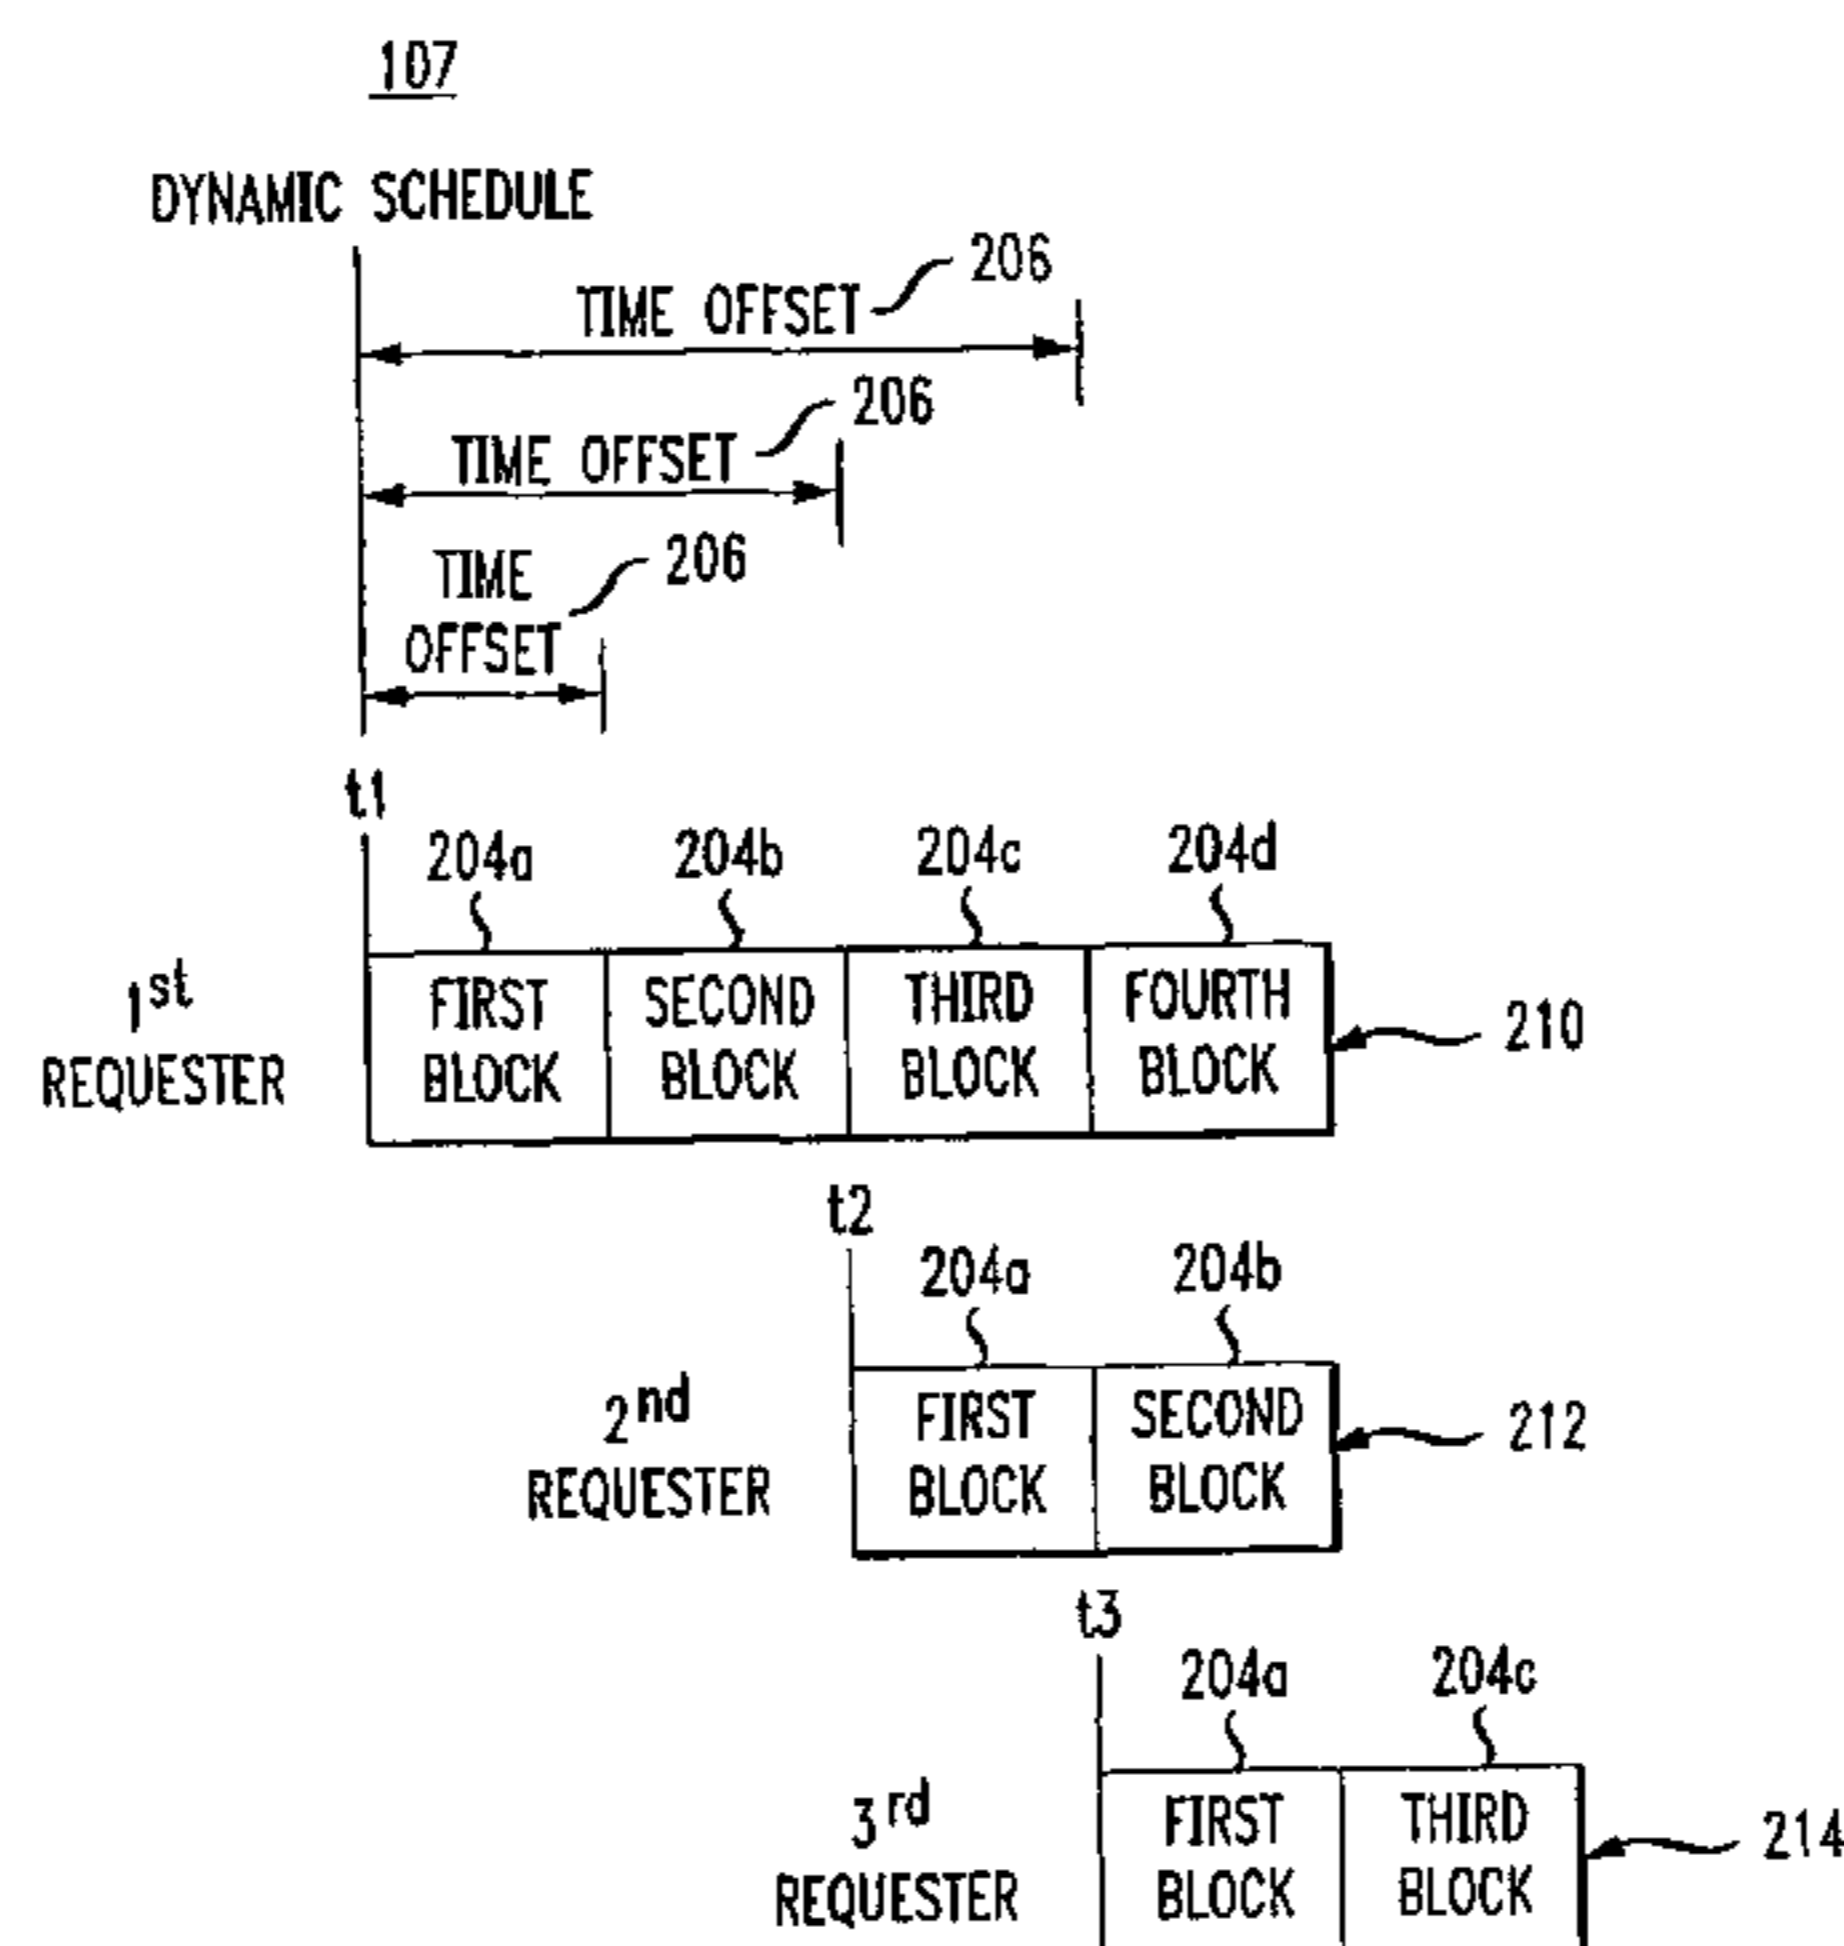 107
DYNAMIC SCHEDULE
TIME OFFSET 206
TIME OFFSET 206
TIME OFFSET 206
t1
204a 204b 204c 204d
1st REQUESTER
FIRST BLOCK
SECOND BLOCK
THIRD BLOCK
FOURTH BLOCK
210
t2
204a 204b
2nd REQUESTER
FIRST BLOCK
SECOND BLOCK
212
t3
204a 204c
3rd REQUESTER
FIRST BLOCK
THIRD BLOCK
214